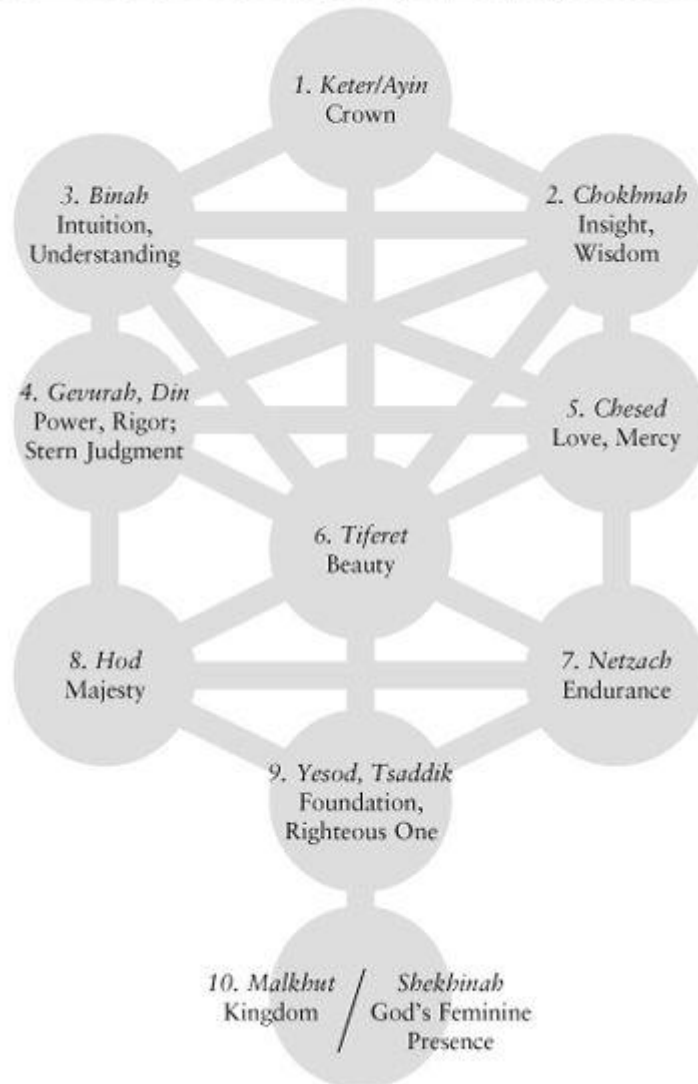 1. Keter/Ayin
Crown
3. Binah
Intuition,
Understanding
2. Chokhmah
Insight,
Wisdom
4. Gevurah, Din
Power, Rigor;
Stern Judgment
5. Chesed
Love, Mercy
6. Tiferet
Beauty
8. Hod
Majesty
7. Netzach
Endurance
9. Yesod, Tsaddik
Foundation,
Righteous One
10. Malkhut
Kingdom
/
Shekhinah
God's Feminine
Presence